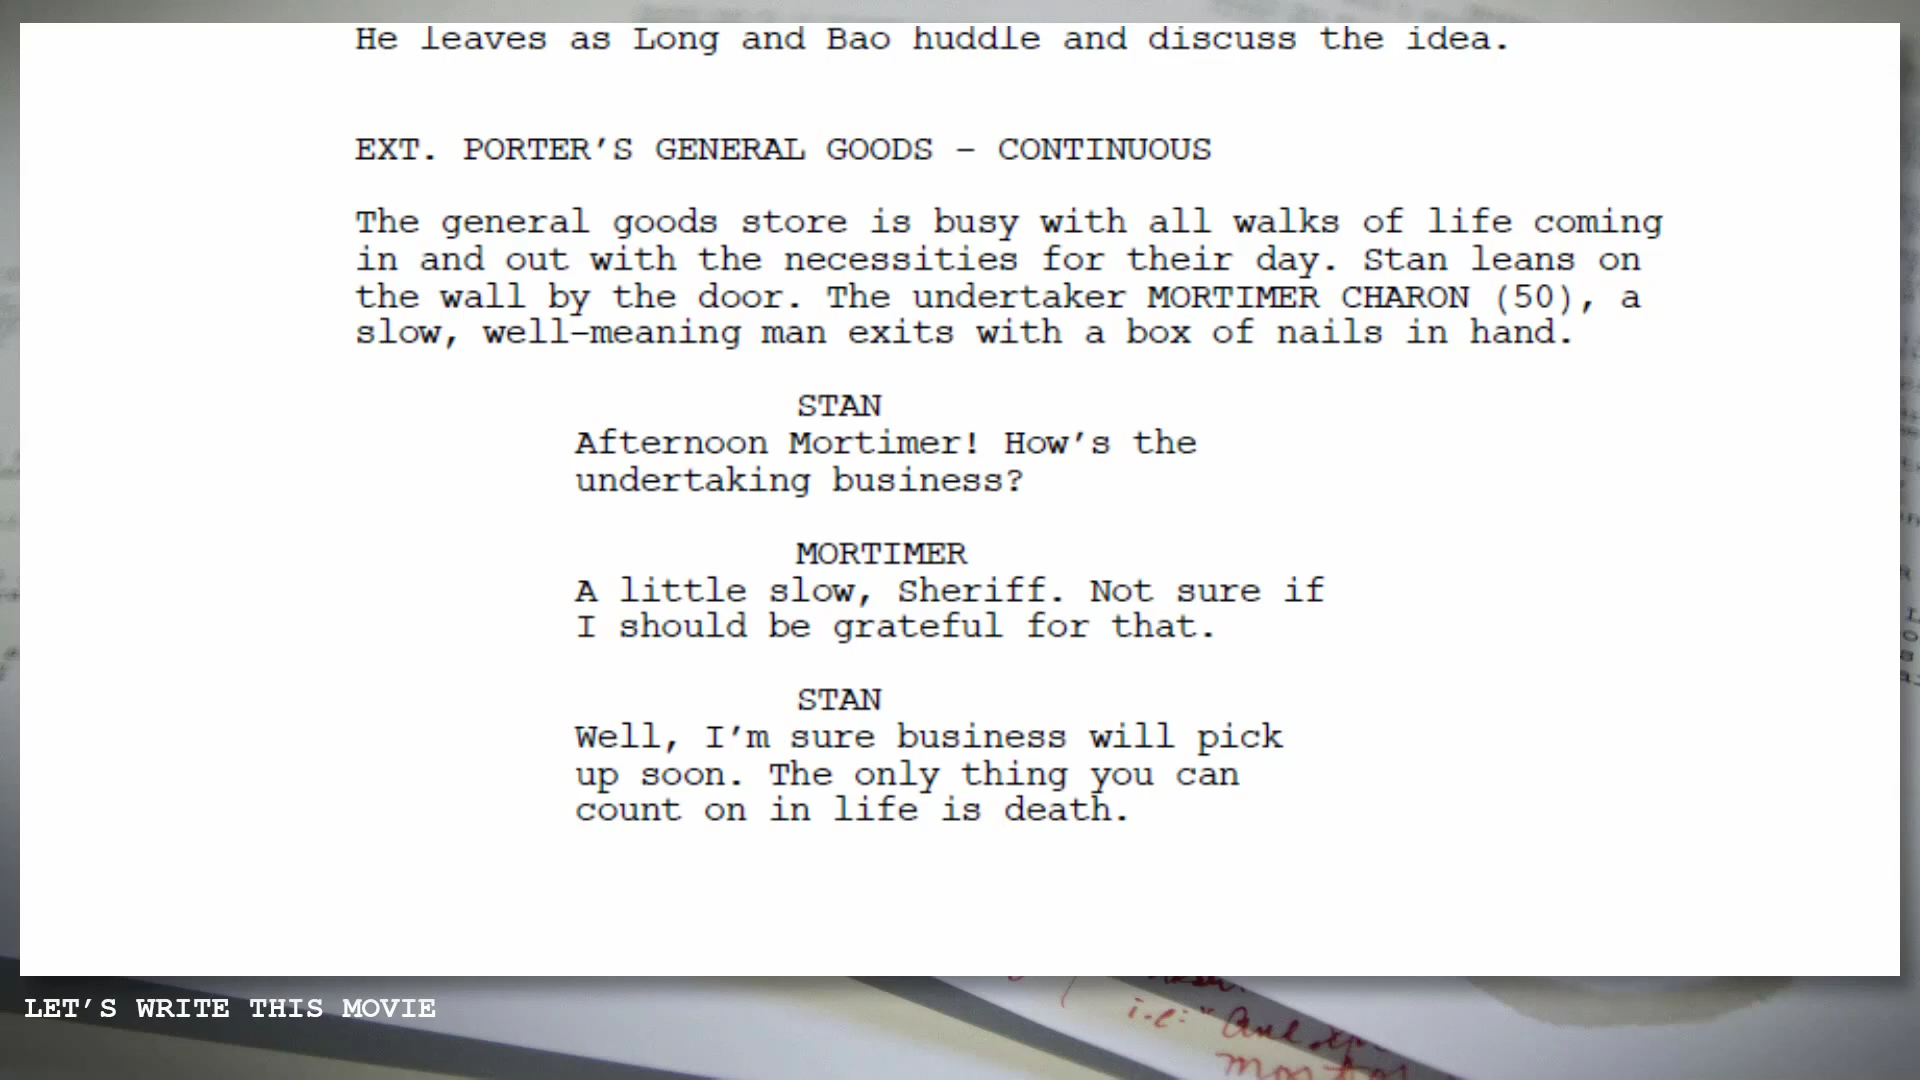 He leaves as Long and Bao huddle and discuss the idea.
EXT. PORTER’S GENERAL GOODS – CONTINUOUS
The general goods store is busy with all walks of life coming
in and out with the necessities for their day. Stan leans on
the wall by the door. The undertaker MORTIMER CHARON (50), a
slow, well-meaning man exits with a box of nails in hand.
STAN
Afternoon Mortimer! How’s the
undertaking business?
MORTIMER
A little slow, Sheriff. Not sure if
I should be grateful for that.
STAN
Well, I’m sure business will pick
up soon. The only thing you can
count on in life is death.
LET’S WRITE THIS MOVIE
i.e:" And